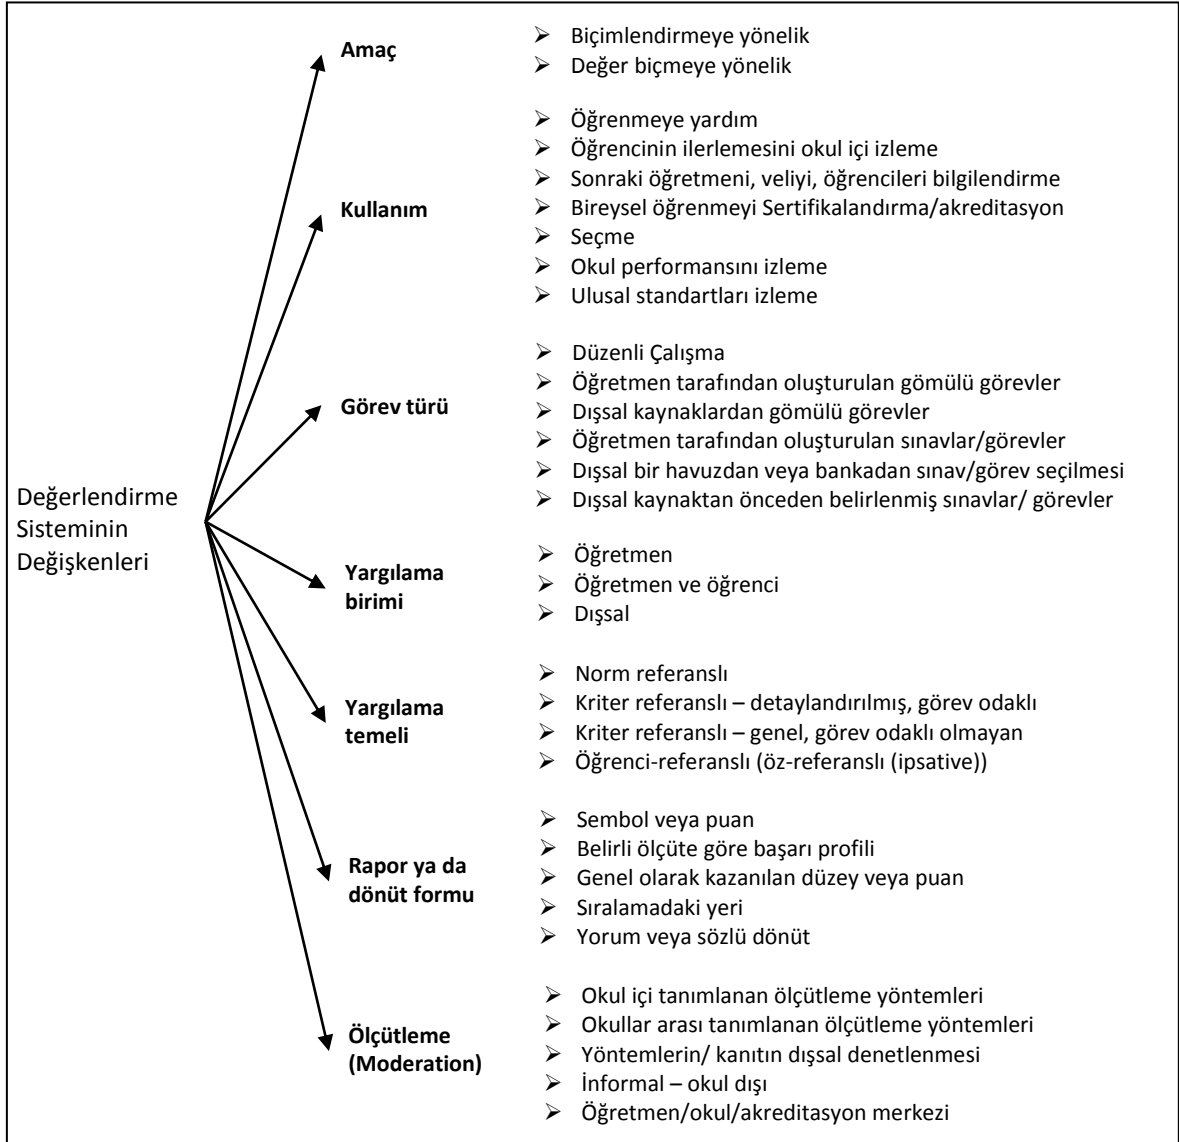 Değerlendirme
Sisteminin
Değişkenleri
Amaç
Biçimlendirmeye yönelik
Değer biçmeye yönelik
Kullanım
Öğrenmeye yardım
Öğrencinin ilerlemesini okul içi izleme
Sonraki öğretmeni, veliyi, öğrencileri bilgilendirme
Bireysel öğrenmeyi Sertifikalandırma/akreditasyon
Seçme
Okul performansını izleme
Ulusal standartları izleme
Görev türü
Düzenli Çalışma
Öğretmen tarafından oluşturulan gömülü görevler
Dışsal kaynaklardan gömülü görevler
Öğretmen tarafından oluşturulan sınavlar/görevler
Dışsal bir havuzdan veya bankadan sınav/görev seçilmesi
Dışsal kaynaktan önceden belirlenmiş sınavlar/ görevler
Yargılama
birimi
Öğretmen
Öğretmen ve öğrenci
Dışsal
Yargılama
temeli
Norm referanslı
Kriter referanslı – detaylandırılmış, görev odaklı
Kriter referanslı – genel, görev odaklı olmayan
Öğrenci-referanslı (öz-referanslı (ipsative))
Rapor ya da
dönüt formu
Sembol veya puan
Belirli ölçüte göre başarı profili
Genel olarak kazanılan düzey veya puan
Sıralamadaki yeri
Yorum veya sözlü dönüt
Ölçütleme
(Moderation)
Okul içi tanımlanan ölçütleme yöntemleri
Okullar arası tanımlanan ölçütleme yöntemleri
Yöntemlerin/ kanıtın dışsal denetlenmesi
İnformal – okul dışı
Öğretmen/okul/akreditasyon merkezi